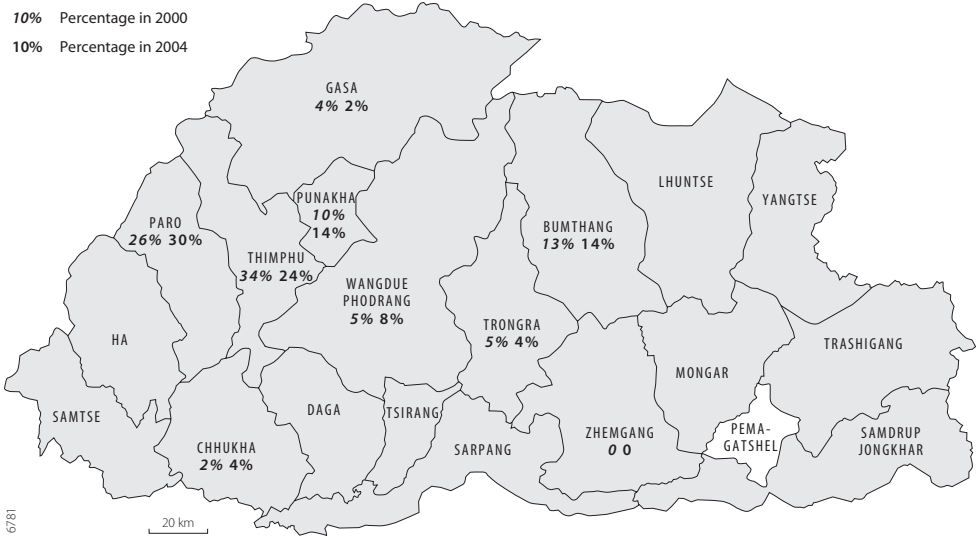 10% Percentage in 2000
10% Percentage in 2004
GASA
4% 2%
PUNAKHA
10%
14%
PARO
26% 30%
THIMPHU
34% 24%
WANGDUE
PHODRANG
5% 8%
BUMTHANG
13% 14%
LHUNTSE
YANGTSE
TRONGRA
5% 4%
HA
TRASHIGANG
MONGAR
SAMTSE
DAGA
TSIRANG
CHHUKHA
2% 4%
SARPANG
ZHEMGANG
0 0
PEMA-
GATSHEL
SAMDRUP
JONGKHAR
6781
20 km